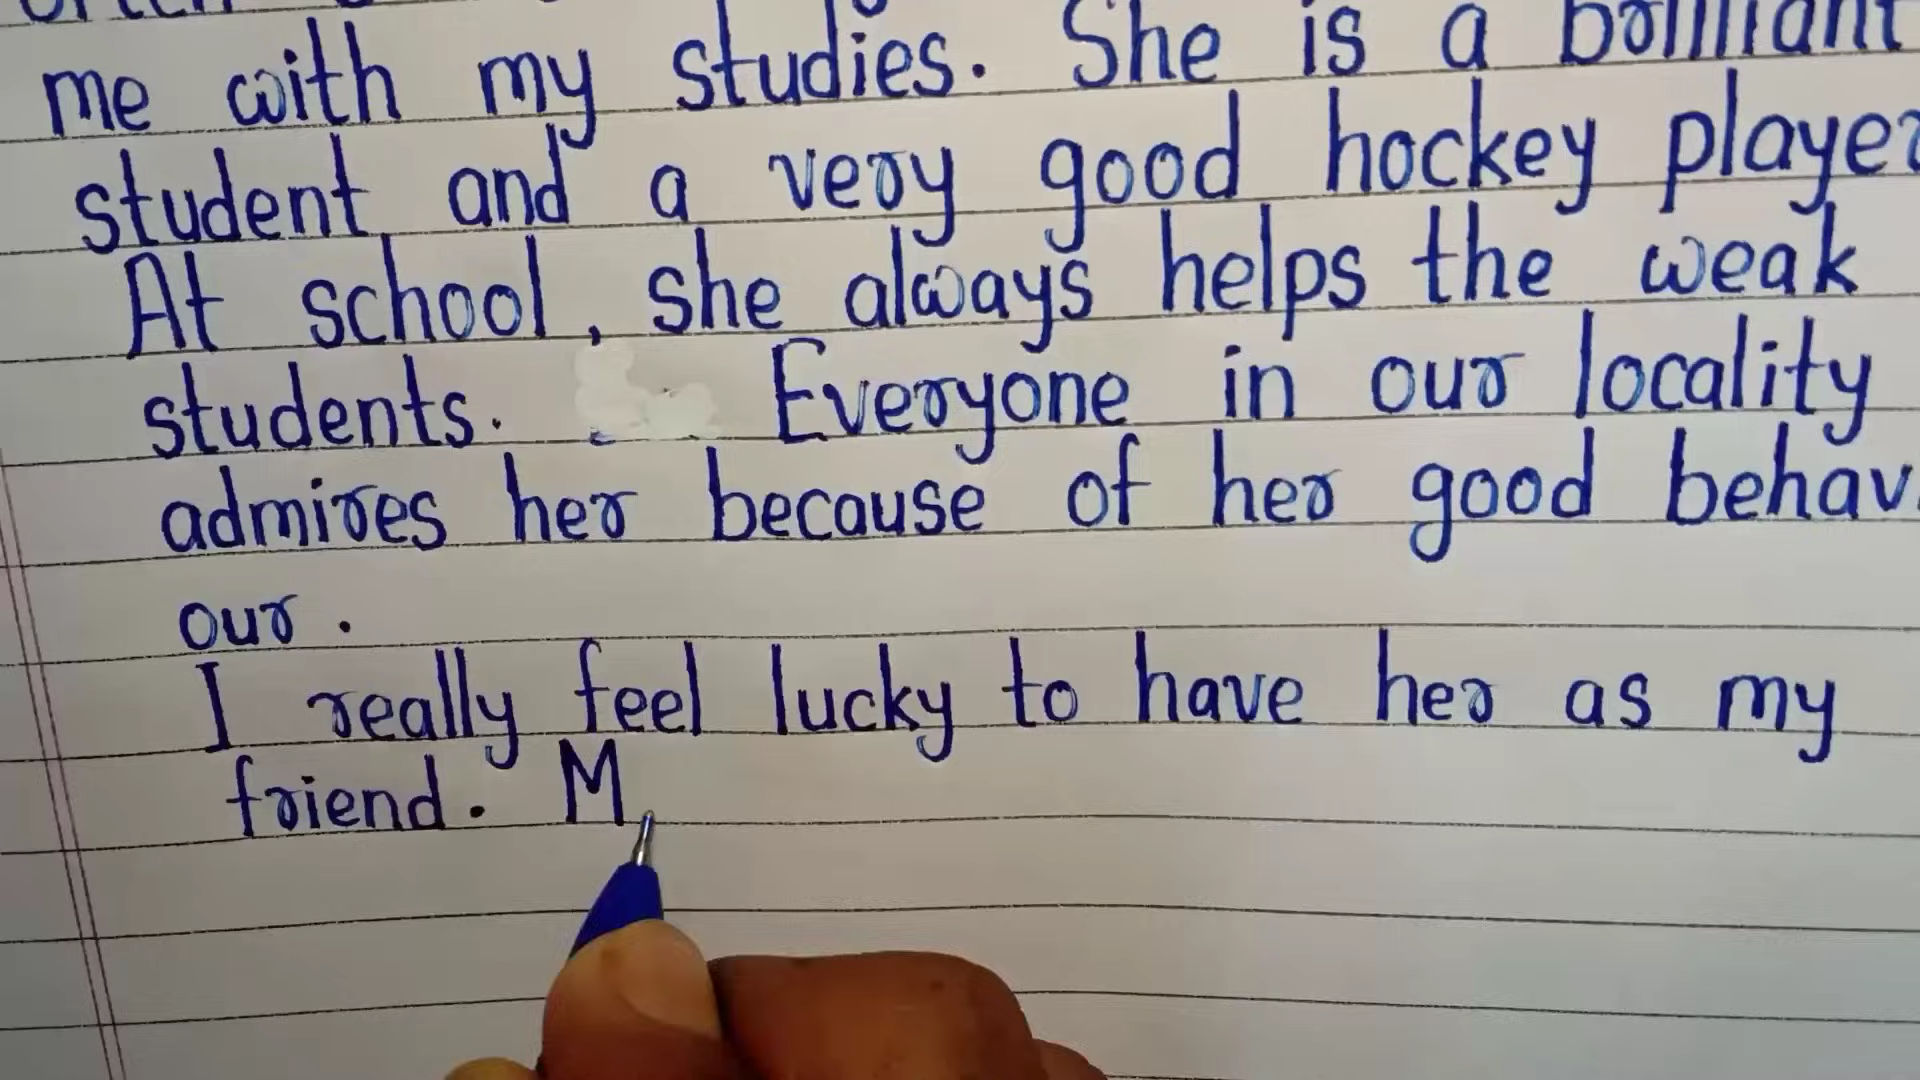 me with my studies. She is a brilliant
student and a very good hockey player
At school, she always helps the weak
students. Everyone in our locality
admires her because of her good behavi
our.
I really feel lucky to have her as my
friend. M